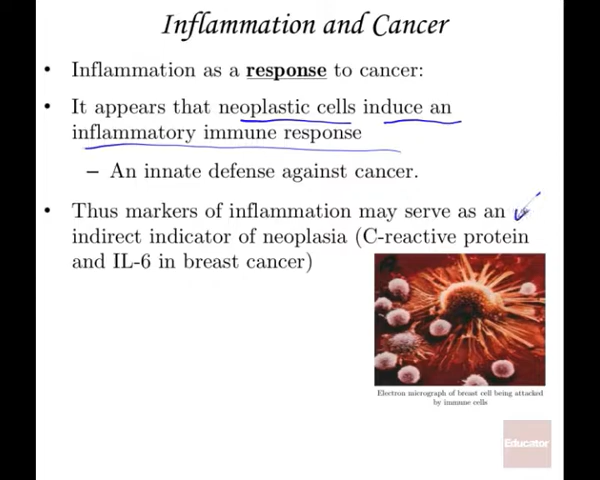 Inflammation and Cancer
• Inflammation as a response to cancer:
• It appears that neoplastic cells induce an
inflammatory immune response
– An innate defense against cancer.
• Thus markers of inflammation may serve as an
indirect indicator of neoplasia (C-reactive protein
and IL-6 in breast cancer)
Electron micrograph of breast cell being attacked
by immune cells
Educator